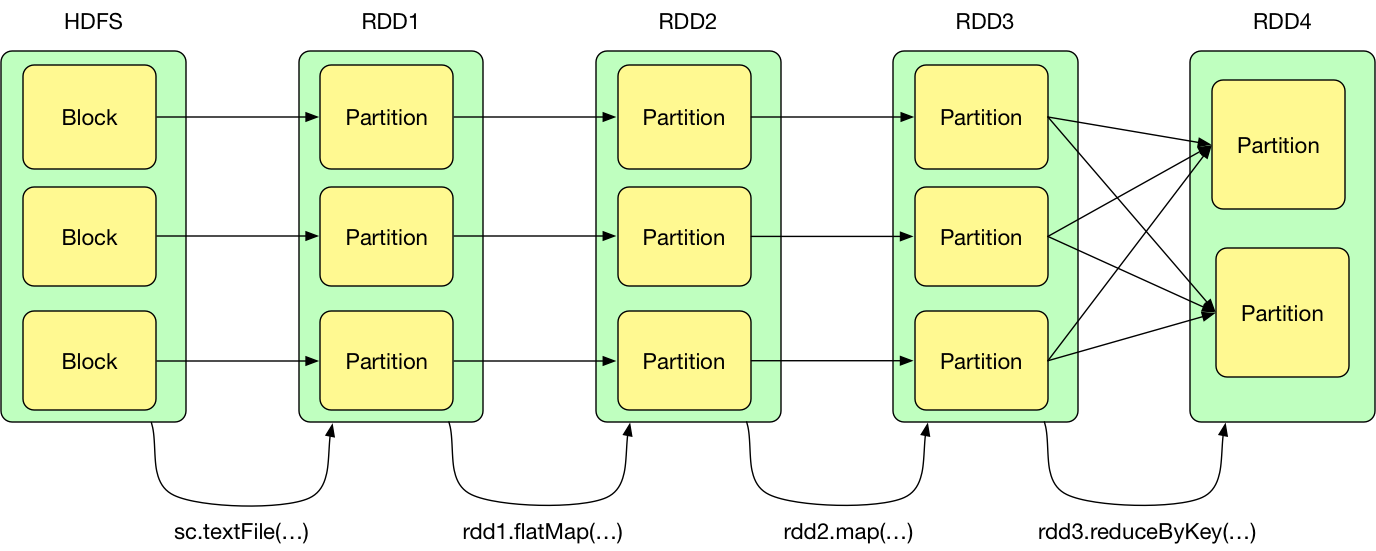 HDFS RDD1 RDD2 RDD3 RDD4
Block Partition Partition Partition Partition
Block Partition Partition Partition Partition
Block Partition Partition Partition
sc.textFile(…) rdd1.flatMap(…) rdd2.map(…) rdd3.reduceByKey(…)